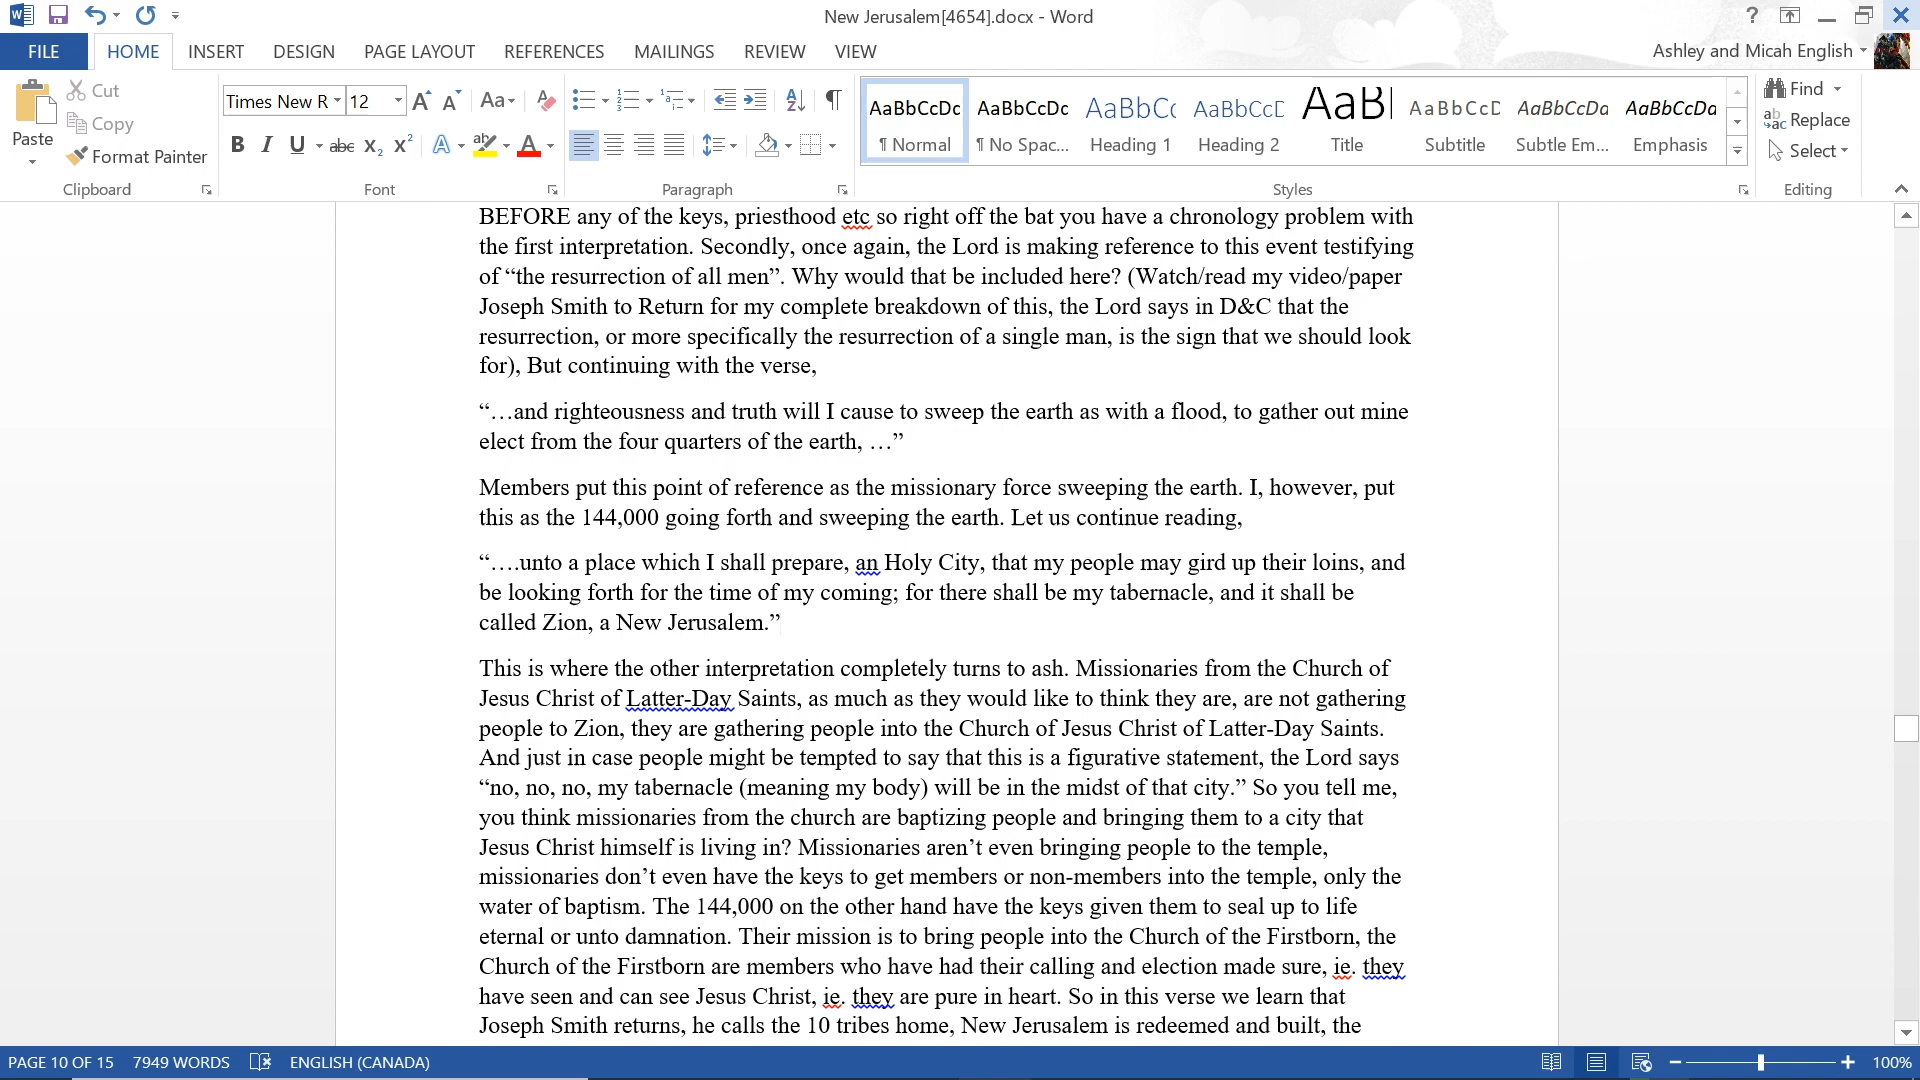 New Jerusalem[4654].docx - Word
FILE HOME INSERT DESIGN PAGE LAYOUT REFERENCES MAILINGS REVIEW VIEW
Ashley and Micah English
Paste
Cut
Copy
Format Painter
Clipboard
Times New R 12
Font
Paragraph
AaBbCcDc AaBbCcDc AaBbCc AaBbCcD AaB AaBbCcD AaBbCcDa AaBbCcDa
¶ Normal ¶ No Spac... Heading 1 Heading 2 Title Subtitle Subtle Em... Emphasis
Styles
Find
Replace
Select
Editing
BEFORE any of the keys, priesthood etc so right off the bat you have a chronology problem with
the first interpretation. Secondly, once again, the Lord is making reference to this event testifying
of “the resurrection of all men”. Why would that be included here? (Watch/read my video/paper
Joseph Smith to Return for my complete breakdown of this, the Lord says in D&C that the
resurrection, or more specifically the resurrection of a single man, is the sign that we should look
for), But continuing with the verse,
“…and righteousness and truth will I cause to sweep the earth as with a flood, to gather out mine
elect from the four quarters of the earth, …”
Members put this point of reference as the missionary force sweeping the earth. I, however, put
this as the 144,000 going forth and sweeping the earth. Let us continue reading,
“….unto a place which I shall prepare, an Holy City, that my people may gird up their loins, and
be looking forth for the time of my coming; for there shall be my tabernacle, and it shall be
called Zion, a New Jerusalem.”
This is where the other interpretation completely turns to ash. Missionaries from the Church of
Jesus Christ of Latter-Day Saints, as much as they would like to think they are, are not gathering
people to Zion, they are gathering people into the Church of Jesus Christ of Latter-Day Saints.
And just in case people might be tempted to say that this is a figurative statement, the Lord says
“no, no, no, my tabernacle (meaning my body) will be in the midst of that city.” So you tell me,
you think missionaries from the church are baptizing people and bringing them to a city that
Jesus Christ himself is living in? Missionaries aren’t even bringing people to the temple,
missionaries don’t even have the keys to get members or non-members into the temple, only the
water of baptism. The 144,000 on the other hand have the keys given them to seal up to life
eternal or unto damnation. Their mission is to bring people into the Church of the Firstborn, the
Church of the Firstborn are members who have had their calling and election made sure, ie. they
have seen and can see Jesus Christ, ie. they are pure in heart. So in this verse we learn that
Joseph Smith returns, he calls the 10 tribes home, New Jerusalem is redeemed and built, the
PAGE 10 OF 15 7949 WORDS ENGLISH (CANADA) 100%